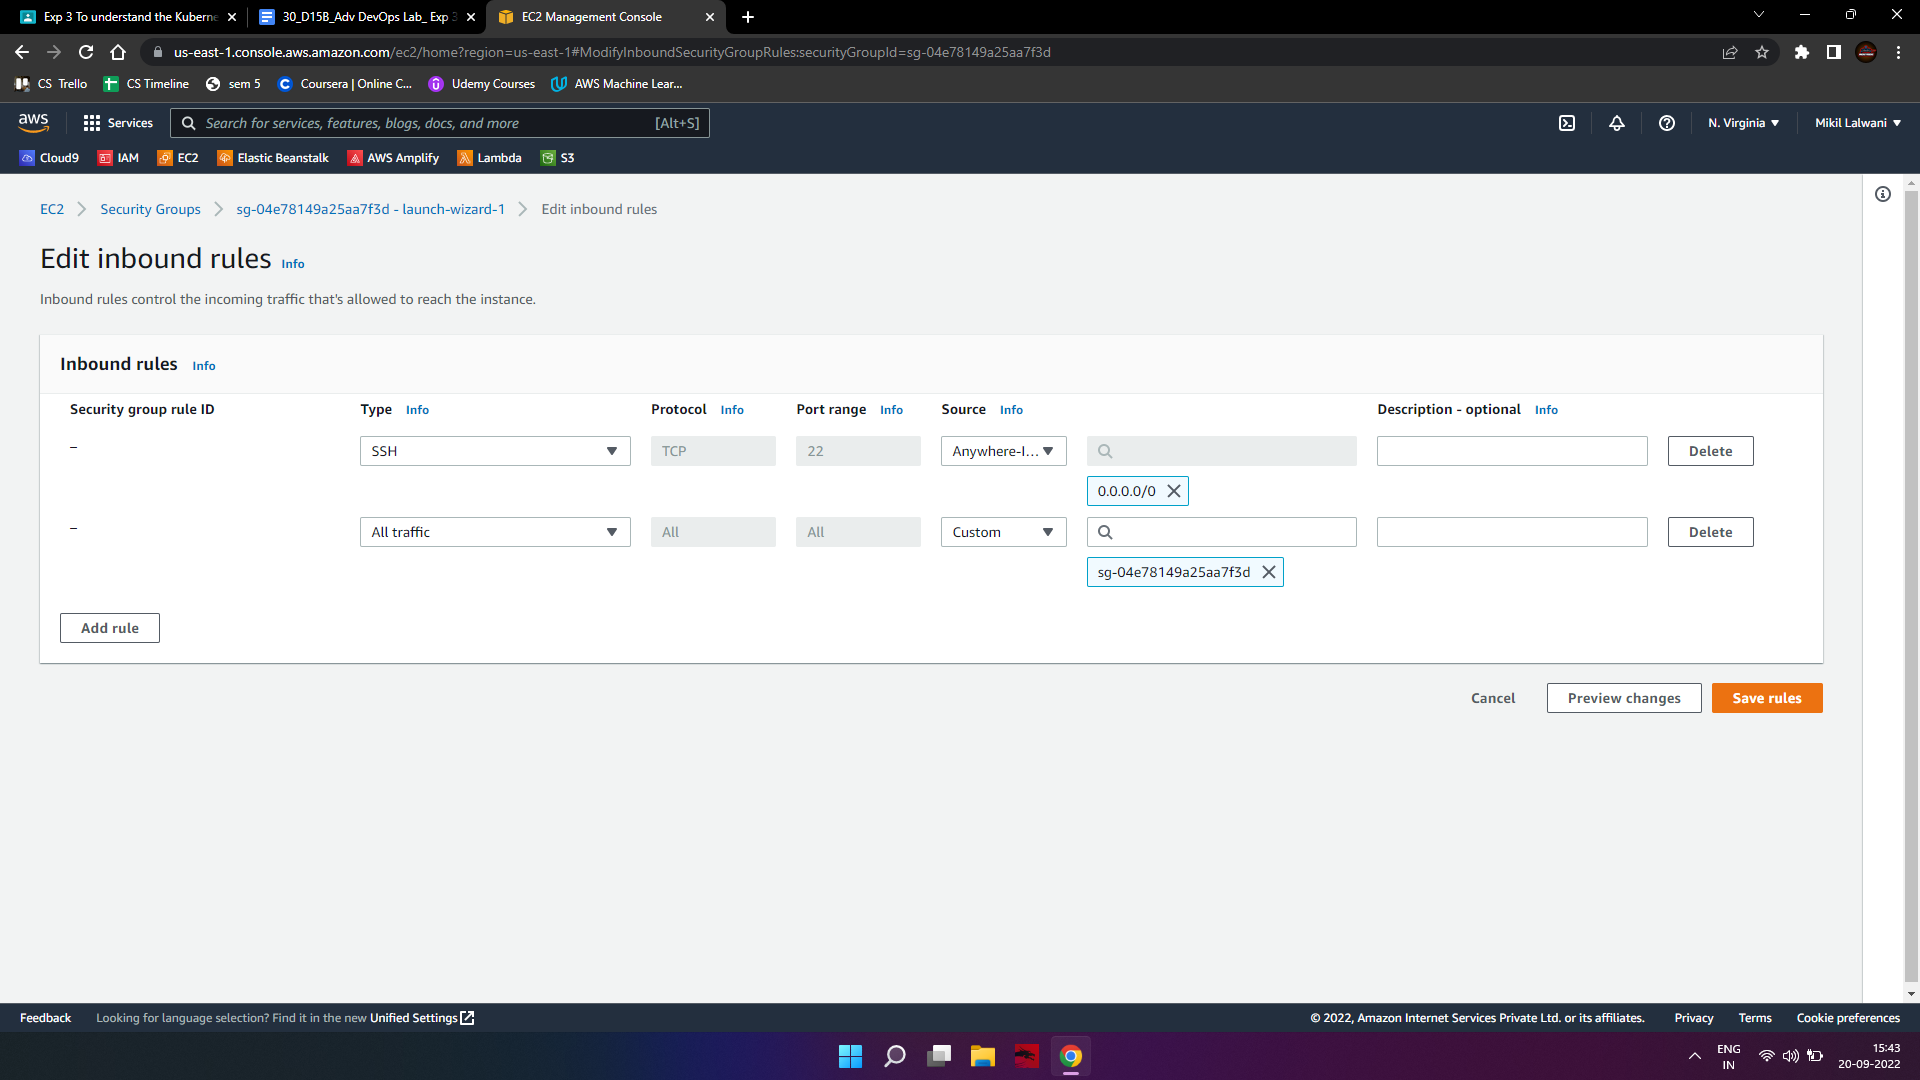 Exp 3 To understand the Kuberne
30_D15B_Adv DevOps Lab_ Exp 3
EC2 Management Console
us-east-1.console.aws.amazon.com/ec2/home?region=us-east-1#ModifyInboundSecurityGroupRules:securityGroupId=sg-04e78149a25aa7f3d
CS Trello
CS Timeline
sem 5
Coursera | Online C...
Udemy Courses
AWS Machine Lear...
aws
Services
Search for services, features, blogs, docs, and more
[Alt+S]
N. Virginia
Mikil Lalwani
Cloud9
IAM
EC2
Elastic Beanstalk
AWS Amplify
Lambda
S3
EC2
Security Groups
sg-04e78149a25aa7f3d - launch-wizard-1
Edit inbound rules
Edit inbound rules Info
Inbound rules control the incoming traffic that's allowed to reach the instance.
Inbound rules Info
Security group rule ID
Type Info
Protocol Info
Port range Info
Source Info
Description - optional Info
–
SSH
TCP
22
Anywhere-I...
Delete
0.0.0.0/0
–
All traffic
All
All
Custom
Delete
sg-04e78149a25aa7f3d
Add rule
Cancel
Preview changes
Save rules
Feedback
Looking for language selection? Find it in the new Unified Settings
© 2022, Amazon Internet Services Private Ltd. or its affiliates.
Privacy
Terms
Cookie preferences
ENG
IN
15:43
20-09-2022